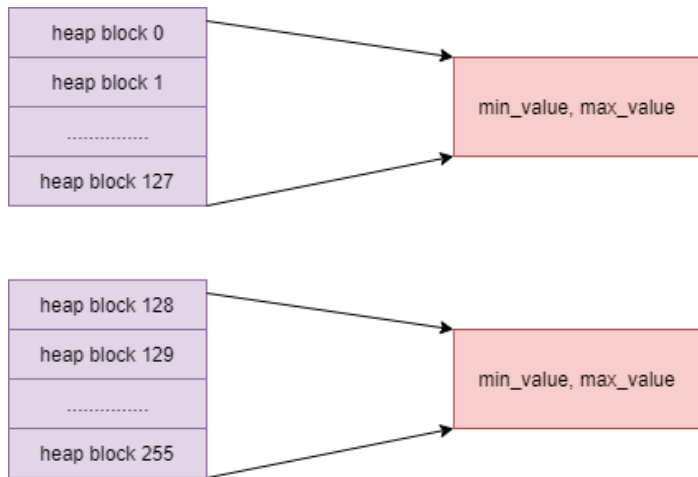 heap block 0
heap block 1
...............
heap block 127
min_value, max_value
heap block 128
heap block 129
...............
heap block 255
min_value, max_value